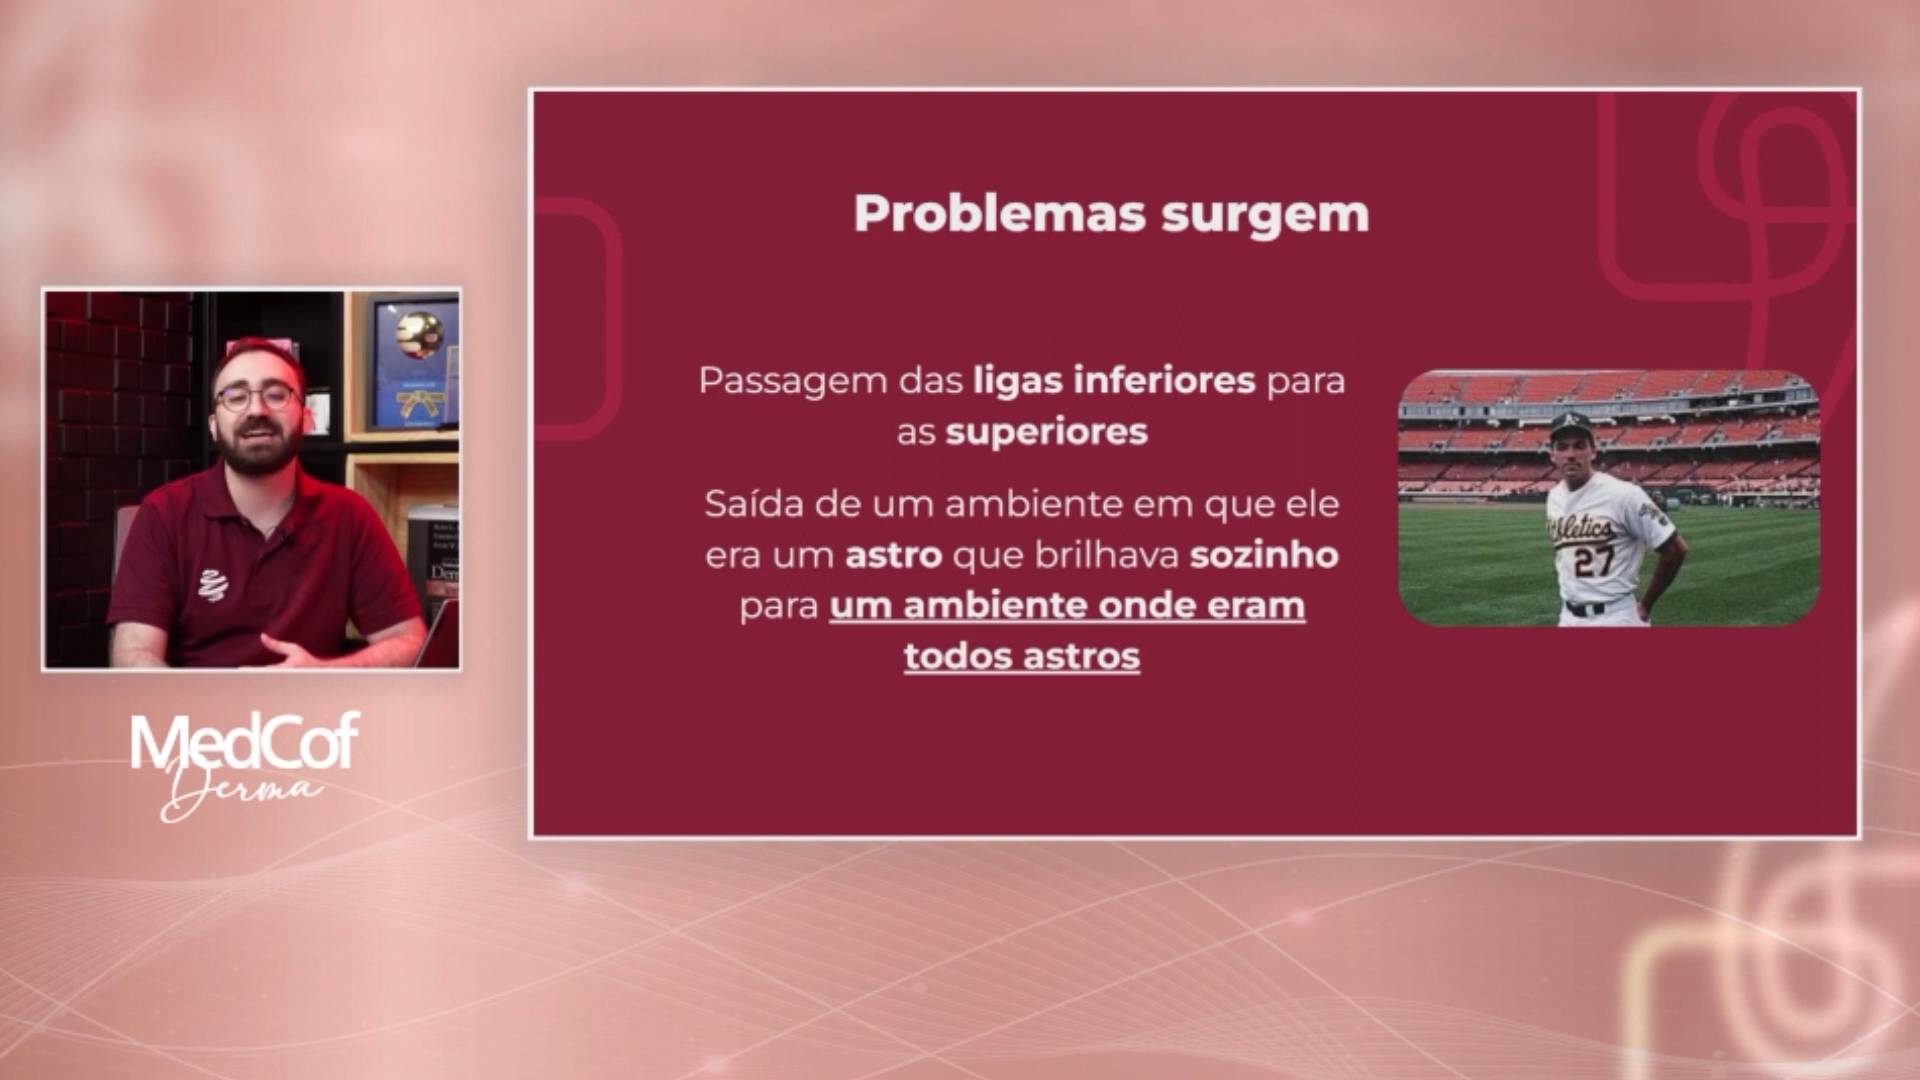 Problemas surgem
Passagem das ligas inferiores para
as superiores
Saída de um ambiente em que ele
era um astro que brilhava sozinho
para um ambiente onde eram
todos astros
A
Athletics
27
MedCof
Derma